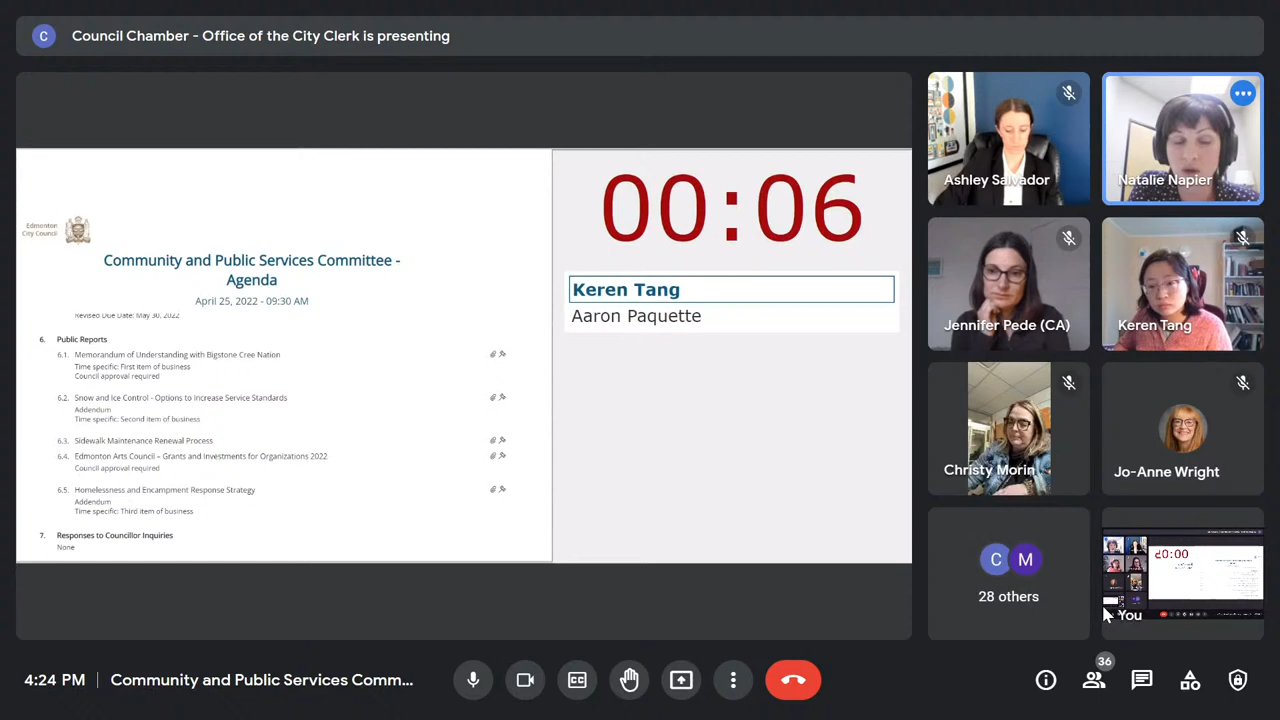 C
Council Chamber - Office of the City Clerk is presenting
Edmonton
City Council
Community and Public Services Committee -
Agenda
April 25, 2022 - 09:30 AM
Revised Due Date: May 30, 2022
6. Public Reports
6.1. Memorandum of Understanding with Bigstone Cree Nation
Time specific: First item of business
Council approval required
6.2. Snow and Ice Control - Options to Increase Service Standards
Addendum
Time specific: Second item of business
6.3. Sidewalk Maintenance Renewal Process
6.4. Edmonton Arts Council – Grants and Investments for Organizations 2022
Council approval required
6.5. Homelessness and Encampment Response Strategy
Addendum
Time specific: Third item of business
7. Responses to Councillor Inquiries
None
00:06
Keren Tang
Aaron Paquette
Ashley Salvador
Natalie Napier
Jennifer Pede (CA)
Keren Tang
Christy Morin
Jo-Anne Wright
C M
28 others
You
4:24 PM | Community and Public Services Comm...
36